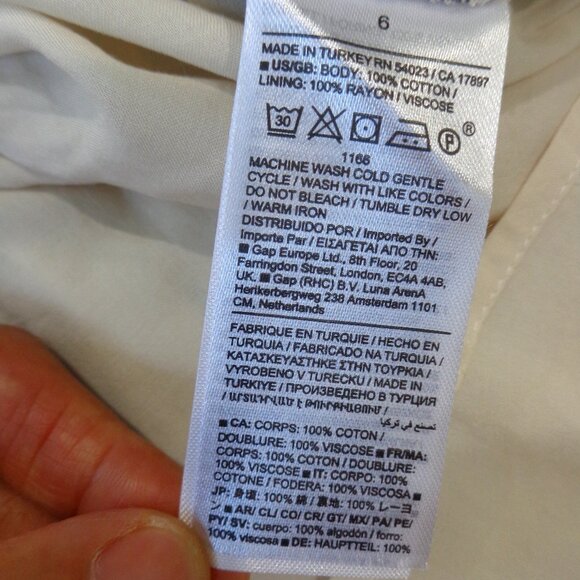 6
MADE IN TURKEY RN 54023 / CA 17897
■ US/GB: BODY: 100% COTTON /
LINING: 100% RAYON / VISCOSE
30
P
®
1166
MACHINE WASH COLD GENTLE
CYCLE / WASH WITH LIKE COLORS /
DO NOT BLEACH / TUMBLE DRY LOW
/ WARM IRON
DISTRIBUIDO POR / Imported By /
Importe Par / ΕΙΣΑΓΕΤΑΙ ΑΠΟ ΤΗΝ:
■ Gap Europe Ltd., 8th Floor, 20
Farringdon Street, London, EC4A 4AB,
UK. ■ Gap (RHC) B.V. Luna ArenA
Herikerbergweg 238 Amsterdam 1101
CM, Netherlands
FABRIQUE EN TURQUIE / HECHO EN
TURQUIA / FABRICADO NA TURQUIA /
ΚΑΤΑΣΚΕΥΑΣΤΗΚΕ ΣΤΗΝ ΤΟΥΡΚΙΑ /
VYROBENO V TURECKU / MADE IN
TURKIYE / ПРОИЗВЕДЕНО В ТУРЦИЯ
صنع في تركيا
■ CA: CORPS: 100% COTON /
DOUBLURE: 100% VISCOSE ■ FR/MA:
CORPS: 100% COTON / DOUBLURE:
100% VISCOSE ■ IT: CORPO: 100%
COTONE / FODERA: 100% VISCOSA ■
JP: 身頃: 100% 綿 / 裏地: 100% レーヨ
ン ■ AR/CL/CO/CR/GT/MX/PA/PE/
PY/SV: cuerpo: 100% algodón / forro:
100% viscosa ■ DE: HAUPTTEIL: 100%